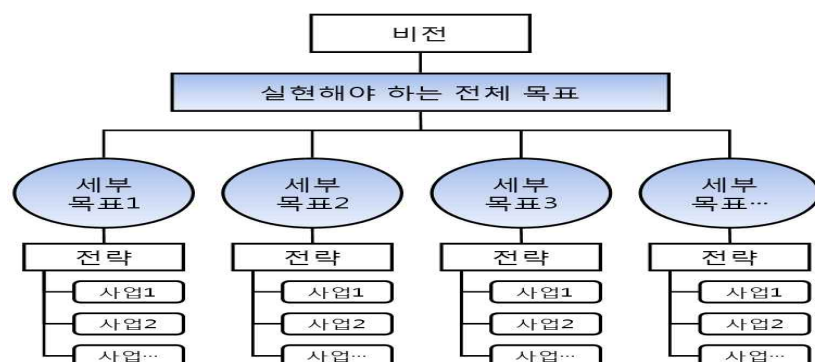 비전
실현해야 하는 전체 목표
세부
목표1
세부
목표2
세부
목표3
세부
목표…
전략
전략
전략
전략
사업1
사업1
사업1
사업1
사업2
사업2
사업2
사업2
사업…
사업…
사업…
사업…